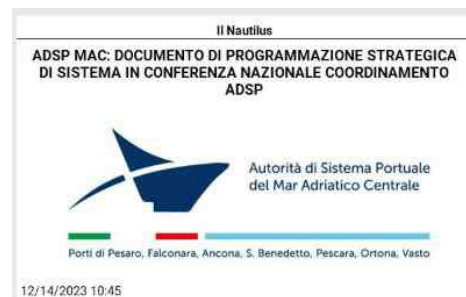 Il Nautilus
ADSP MAC: DOCUMENTO DI PROGRAMMAZIONE STRATEGICA
DI SISTEMA IN CONFERENZA NAZIONALE COORDINAMENTO
ADSP
Autorità di Sistema Portuale
del Mar Adriatico Centrale
Porti di Pesaro, Falconara, Ancona, S. Benedetto, Pescara, Ortona, Vasto
12/14/2023 10:45